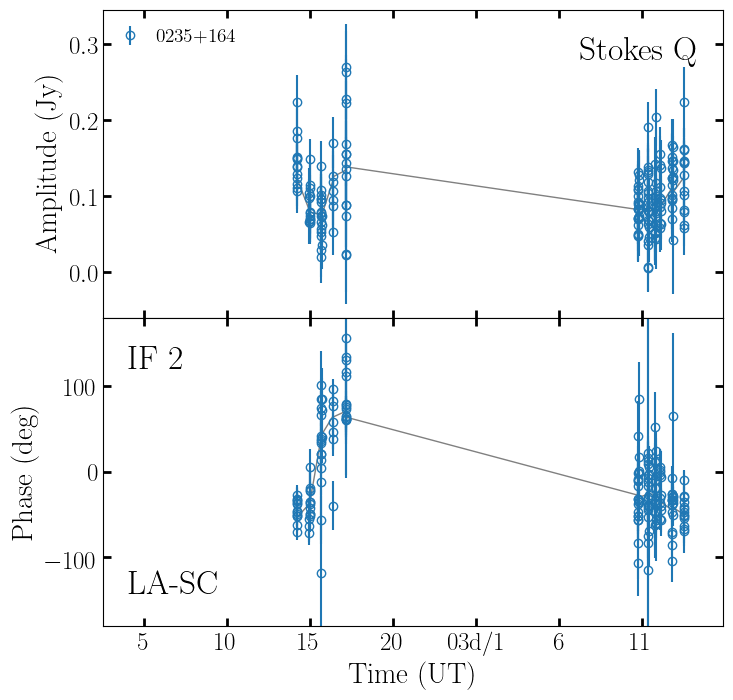 0235+164
Stokes Q
0.3
0.2
0.1
0.0
Amplitude (Jy)
IF 2
100
0
−100
Phase (deg)
LA-SC
5 10 15 20 03d/1 6 11
Time (UT)